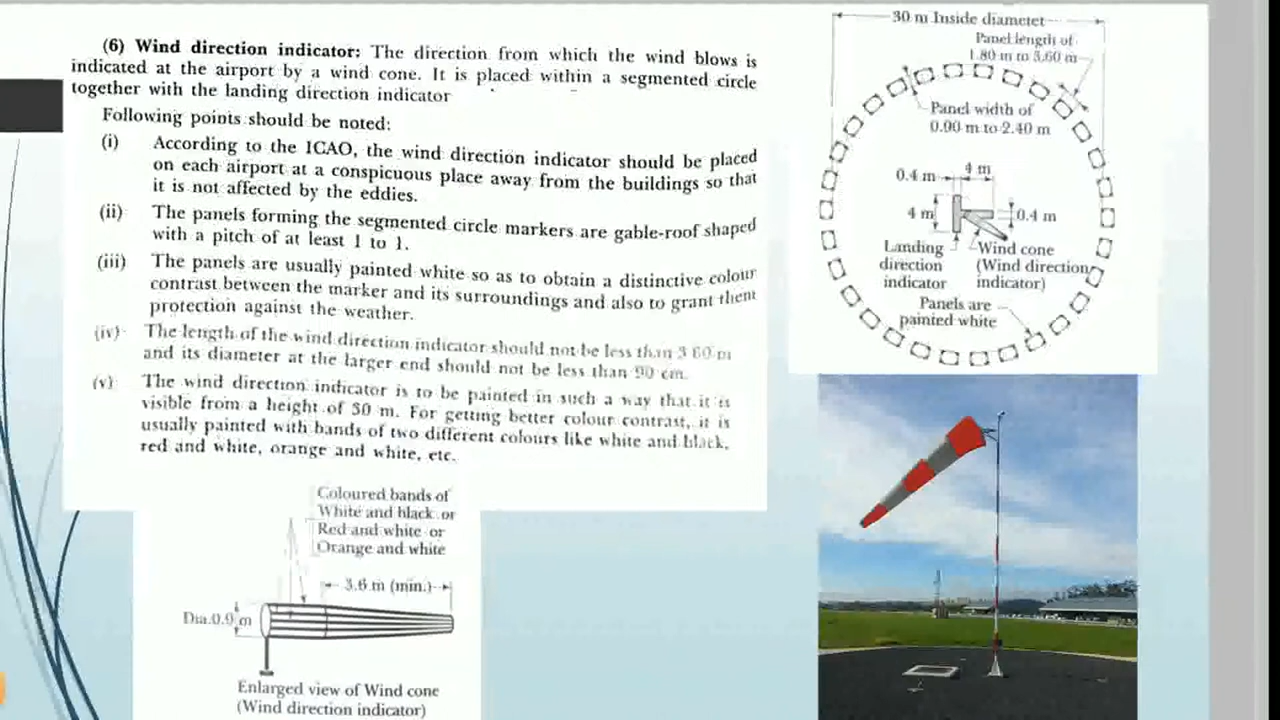 (6) Wind direction indicator: The direction from which the wind blows is
indicated at the airport by a wind cone. It is placed within a segmented circle
together with the landing direction indicator
Following points should be noted:
(i) According to the ICAO, the wind direction indicator should be placed
on each airport at a conspicuous place away from the buildings so that
it is not affected by the eddies.
(ii) The panels forming the segmented circle markers are gable-roof shaped
with a pitch of at least 1 to 1.
(iii) The panels are usually painted white so as to obtain a distinctive colour
contrast between the marker and its surroundings and also to grant them
protection against the weather.
(iv) The length of the wind direction indicator should not be less than 3 60 m
and its diameter at the larger end should not be less than 90 cm.
(v) The wind direction indicator is to be painted in such a way that it is
visible from a height of 30 m. For getting better colour contrast, it is
usually painted with bands of two different colours like white and black,
red and white, orange and white, etc.
Coloured bands of
White and black or
Red and white or
Orange and white
3.6 m (min.)
Dia.0.9 m
Enlarged view of Wind cone
(Wind direction indicator)
30 m Inside diameter
Panel length of
1.80 m to 3.60 m
Panel width of
0.90 m to 2.40 m
4 m
0.4 m
4 m
0.4 m
Landing
direction
indicator
Wind cone
(Wind direction
indicator)
Panels are
painted white